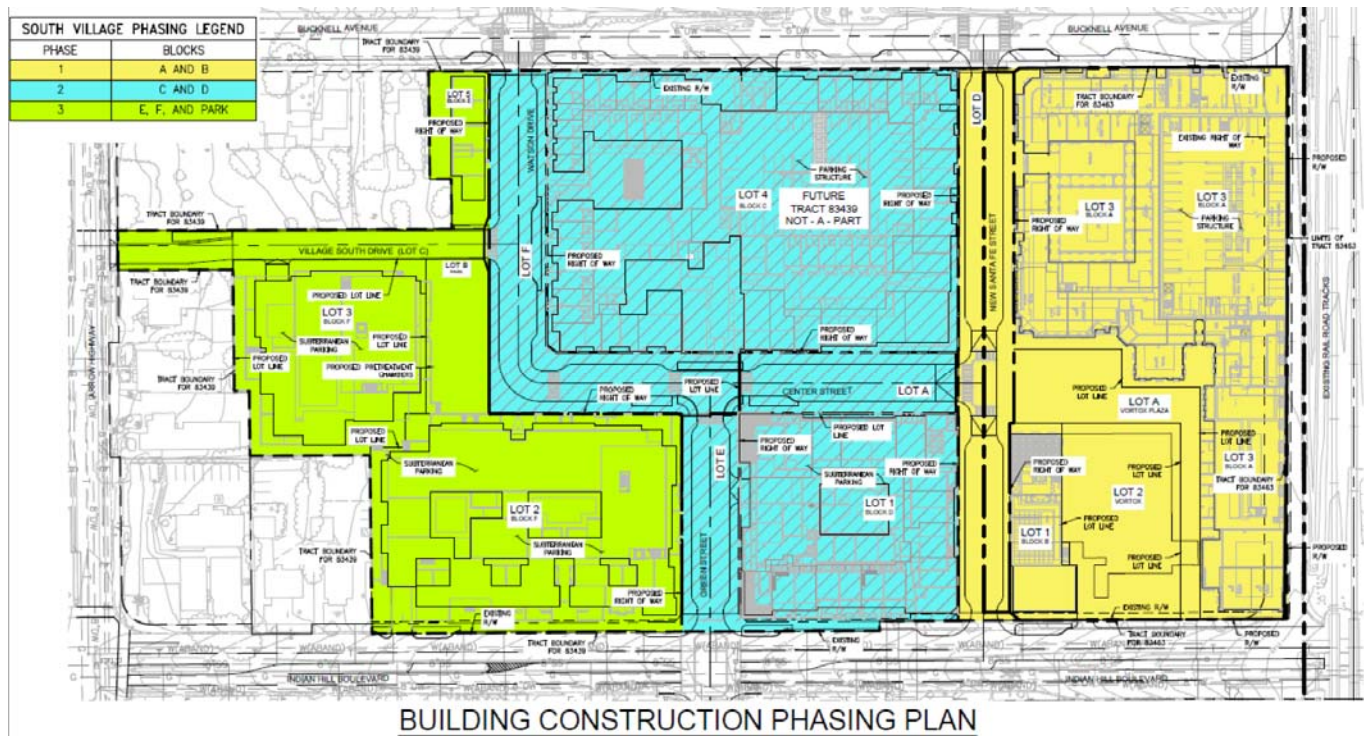 SOUTH VILLAGE PHASING LEGEND
PHASE BLOCKS
1 A AND B
2 C AND D
3 E, F, AND PARK
BUCKNELL AVENUE
BUCKNELL AVENUE
TRACT BOUNDARY
FOR 83439
LOT 5
PROPOSED
RIGHT OF WAY
WATSON DRIVE
EXISTING R/W
LOT D
TRACT BOUNDARY
FOR 83463
EXISTING
R/W
EXISTING RIGHT OF
WAY
PROPOSED
R/W
PARKING
STRUCTURE
LOT 4
BLOCK C
FUTURE
TRACT 83439
NOT - A - PART
PROPOSED
RIGHT OF WAY
LOT 3
BLOCK A
LOT 3
BLOCK A
PARKING
STRUCTURE
PROPOSED
RIGHT OF WAY
LIMITS OF
TRACT 83463
TRACT BOUNDARY
FOR 83439
VILLAGE SOUTH DRIVE (LOT C)
LOT B
PARK
LOT F
PROPOSED
RIGHT OF WAY
NEW SANTA FE STREET
EXISTING RAIL ROAD TRACKS
TRACT BOUNDARY
FOR 83439
PROPOSED LOT LINE
LOT 3
BLOCK F
SUBTERRANEAN
PARKING
PROPOSED
LOT LINE
PROPOSED
LOT LINE
PROPOSED PRETREATMENT
CHAMBERS
ARROW HIGHWAY
TRACT BOUNDARY
FOR 83439
PROPOSED
RIGHT OF WAY
PROPOSED
RIGHT OF WAY
PROPOSED
LOT LINE
CENTER STREET
LOT A
PROPOSED
LOT LINE
LOT A
VORTOX PLAZA
PROPOSED
LOT LINE
PROPOSED LOT
LINE
PROPOSED
RIGHT OF WAY
PROPOSED
RIGHT OF WAY
LOT E
SUBTERRANEAN
PARKING
SUBTERRANEAN
PARKING
LOT 1
BLOCK D
PROPOSED
RIGHT OF WAY
PROPOSED
LOT LINE
PROPOSED
LOT LINE
LOT 3
BLOCK A
TRACT BOUNDARY
FOR 83463
LOT 2
VORTOX
LOT 2
BLOCK F
SUBTERRANEAN
PARKING
LOT 1
BLOCK B
PROPOSED
LOT LINE
PROPOSED
LOT LINE
PROPOSED
R/W
TRACT BOUNDARY
FOR 83439
GREEN STREET
PROPOSED
RIGHT OF WAY
EXISTING
R/W
EXISTING R/W
TRACT BOUNDARY
FOR 83439
EXISTING
R/W
TRACT BOUNDARY
FOR 83463
PROPOSED
R/W
INDIAN HILL BOULEVARD
INDIAN HILL BOULEVARD
BUILDING CONSTRUCTION PHASING PLAN